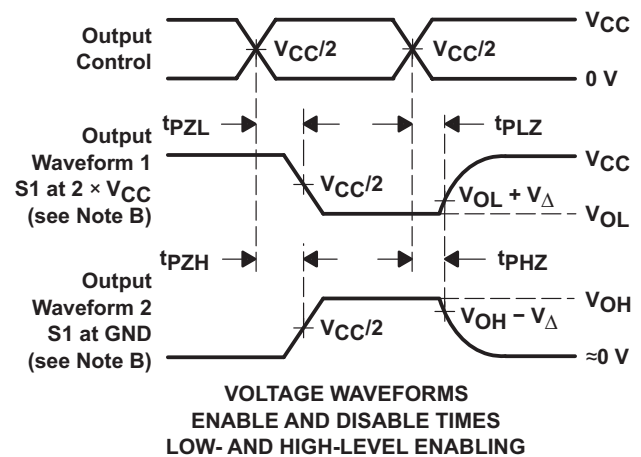 Output
Control
VCC/2
VCC/2
VCC
0 V
tPZL
tPLZ
Output
Waveform 1
S1 at 2 × VCC
(see Note B)
VCC/2
VOL + VΔ
VCC
VOL
tPZH
tPHZ
Output
Waveform 2
S1 at GND
(see Note B)
VCC/2
VOH − VΔ
VOH
≈0 V
VOLTAGE WAVEFORMS
ENABLE AND DISABLE TIMES
LOW- AND HIGH-LEVEL ENABLING